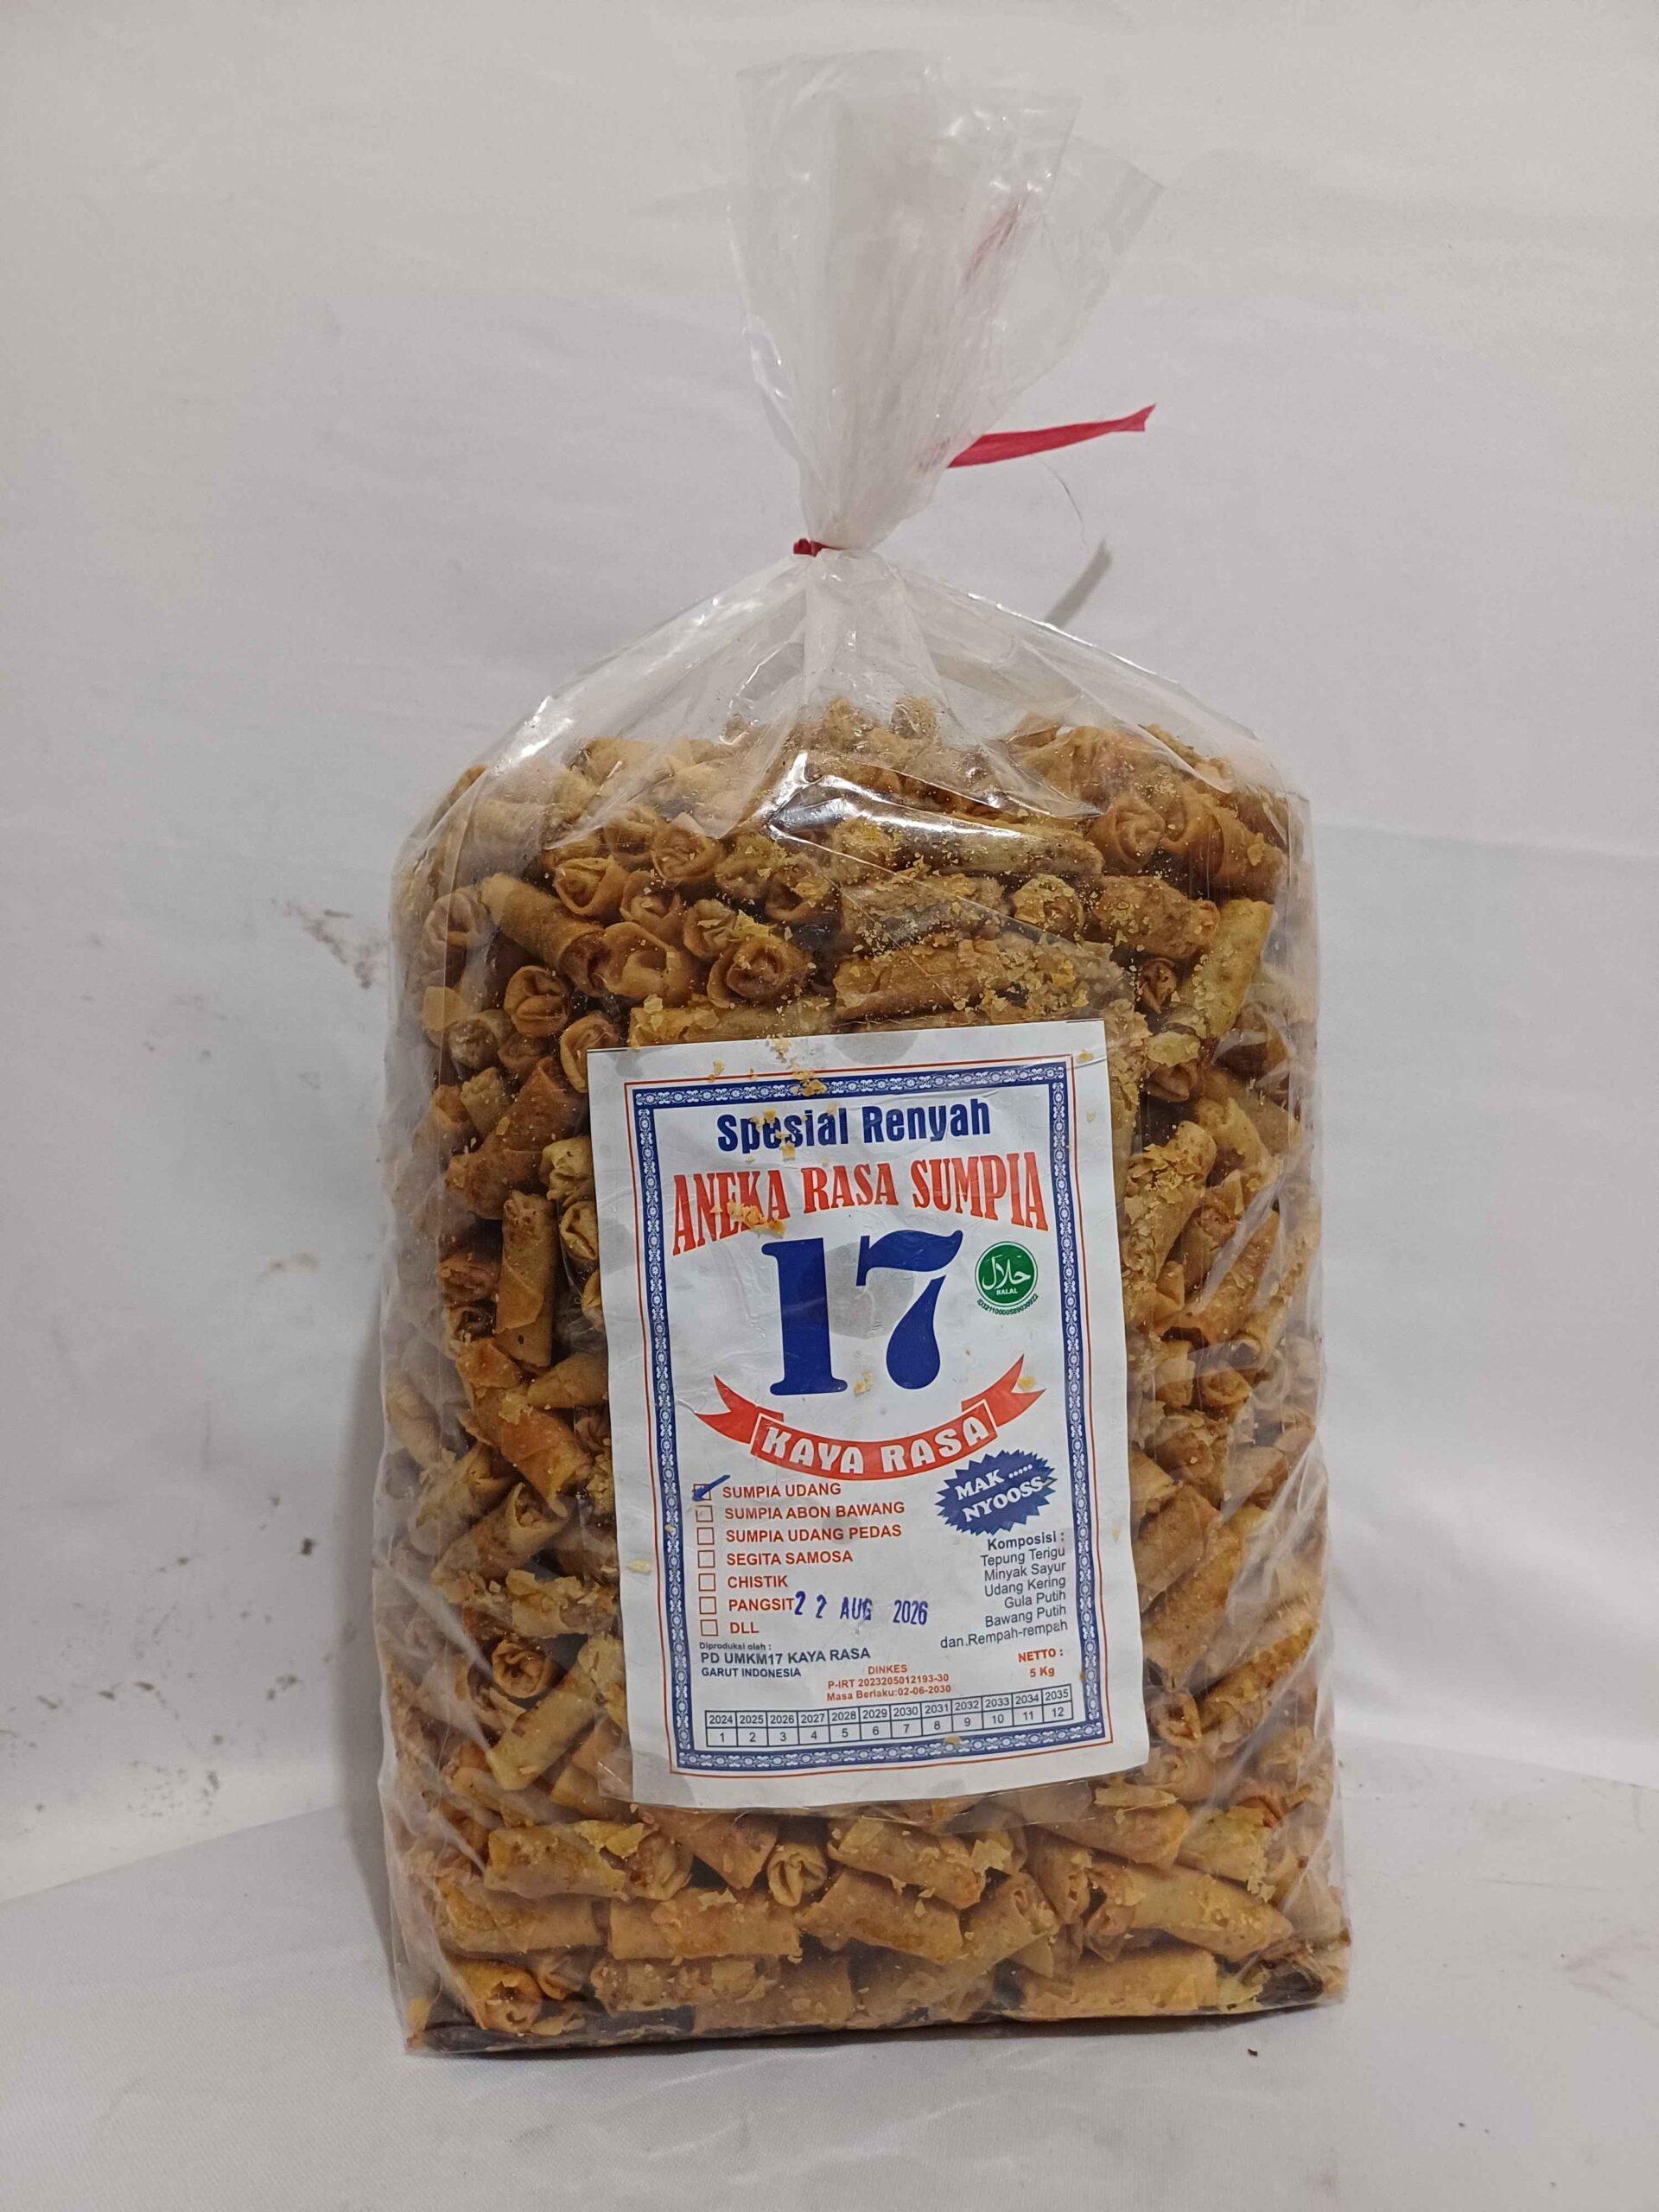 Spesial Renyah
ANEKA RASA SUMPIA
17
حلال
HALAL
KAYA RASA
MAK .....
NYOOSS
SUMPIA UDANG
SUMPIA ABON BAWANG
SUMPIA UDANG PEDAS
SEGITA SAMOSA
CHISTIK
PANGSIT
DLL
22 AUG 2026
Komposisi :
Tepung Terigu
Minyak Sayur
Udang Kering
Gula Putih
Bawang Putih
dan.Rempah-rempah
Diproduksi oleh :
PD UMKM17 KAYA RASA
GARUT INDONESIA
DINKES
P-IRT 2023205012193-30
Masa Berlaku:02-06-2030
NETTO :
5 Kg
2024 2025 2026 2027 2028 2029 2030 2031 2032 2033 2034 2035
1 2 3 4 5 6 7 8 9 10 11 12